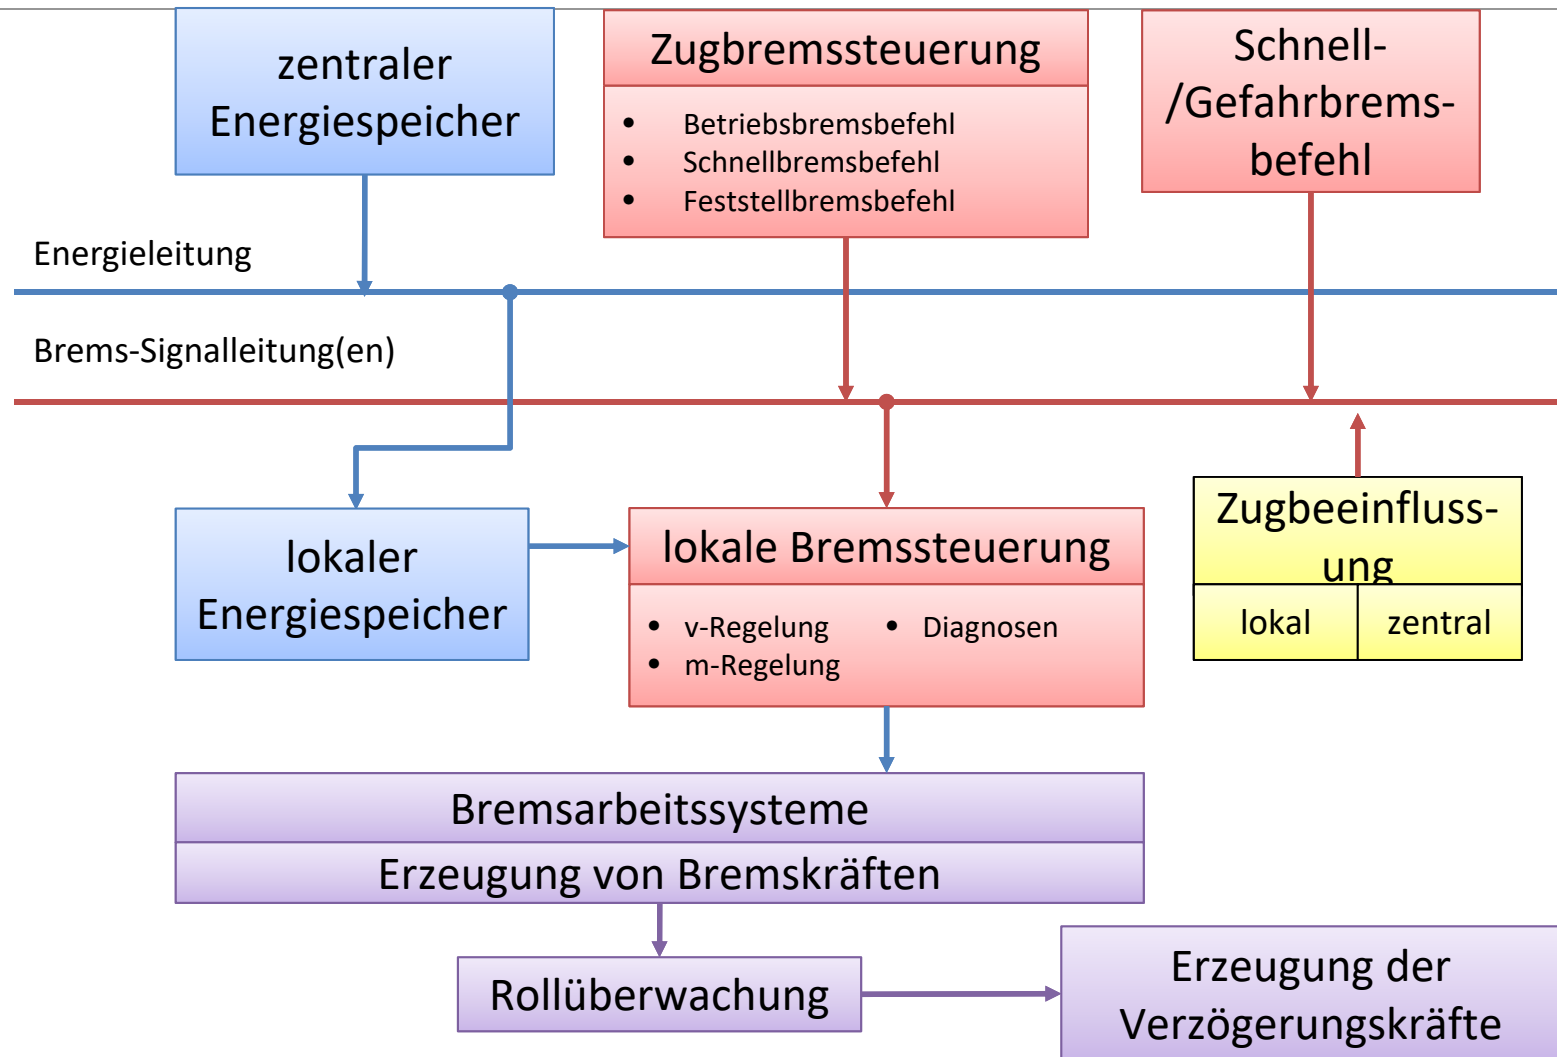 zentraler
Energiespeicher
Zugbremssteuerung
• Betriebsbremsbefehl
• Schnellbremsbefehl
• Feststellbremsbefehl
Schnell-
/Gefahrbrems-
befehl
Energieleitung
Brems-Signalleitung(en)
lokaler
Energiespeicher
lokale Bremssteuerung
• v-Regelung
• m-Regelung
• Diagnosen
Zugbeeinfluss-
ung
lokal
zentral
Bremsarbeitssysteme
Erzeugung von Bremskräften
Rollüberwachung
Erzeugung der
Verzögerungskräfte